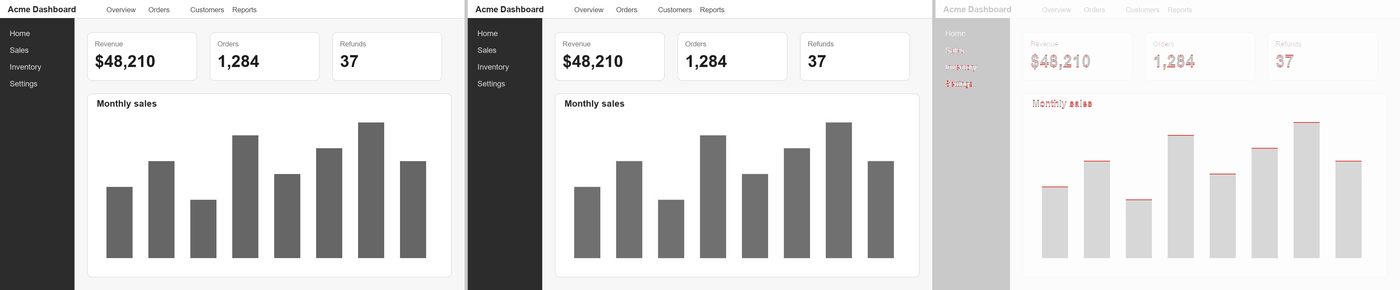 Acme Dashboard Overview Orders Customers Reports
Home
Sales
Inventory
Settings
Revenue Orders Refunds
$48,210 1,284 37
Monthly sales
Acme Dashboard Overview Orders Customers Reports
Home
Sales
Inventory
Settings
Revenue Orders Refunds
$48,210 1,284 37
Monthly sales
Acme Dashboard Overview Orders Customers Reports
Home
Sales
Inventory
Settings
Revenue Orders Refunds
$48,210 1,284 37
Monthly sales